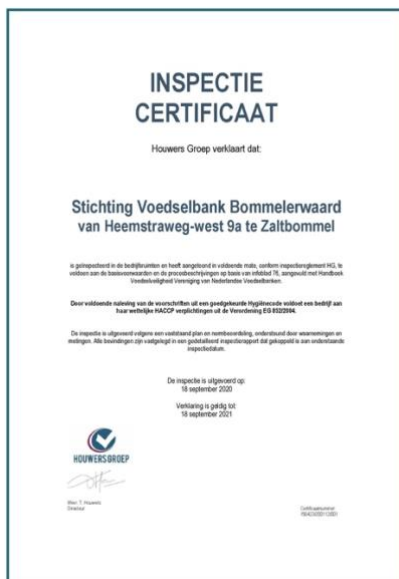 INSPECTIE
CERTIFICAAT
Houwers Groep verklaart dat:
Stichting Voedselbank Bommelerwaard
van Heemstraweg-west 9a te Zaltbommel
is geïnspecteerd in de bedrijfsruimten en heeft aangetoond in voldoende mate, conform inspectiereglement HG, te
voldoen aan de basisvoorwaarden en de procesbeschrijvingen op basis van infoblad 76, aangevuld met Handboek
Voedselveiligheid Vereniging van Nederlandse Voedselbanken.
Door voldoende naleving van de voorschriften uit een goedgekeurde Hygiënecode voldoet een bedrijf aan
haar wettelijke HACCP verplichtingen uit de Verordening EG 852/2004.
De inspectie is uitgevoerd volgens een vaststaand plan en normbeoordeling, ondersteund door waarnemingen en
metingen. Alle bevindingen zijn vastgelegd in een gedetailleerd inspectierapport dat gekoppeld is aan onderstaande
inspectiedatum.
De inspectie is uitgevoerd op:
18 september 2020
Verklaring is geldig tot:
18 september 2021
HOUWERSGROEP
T. Houwers
Directeur
Certificaatnummer